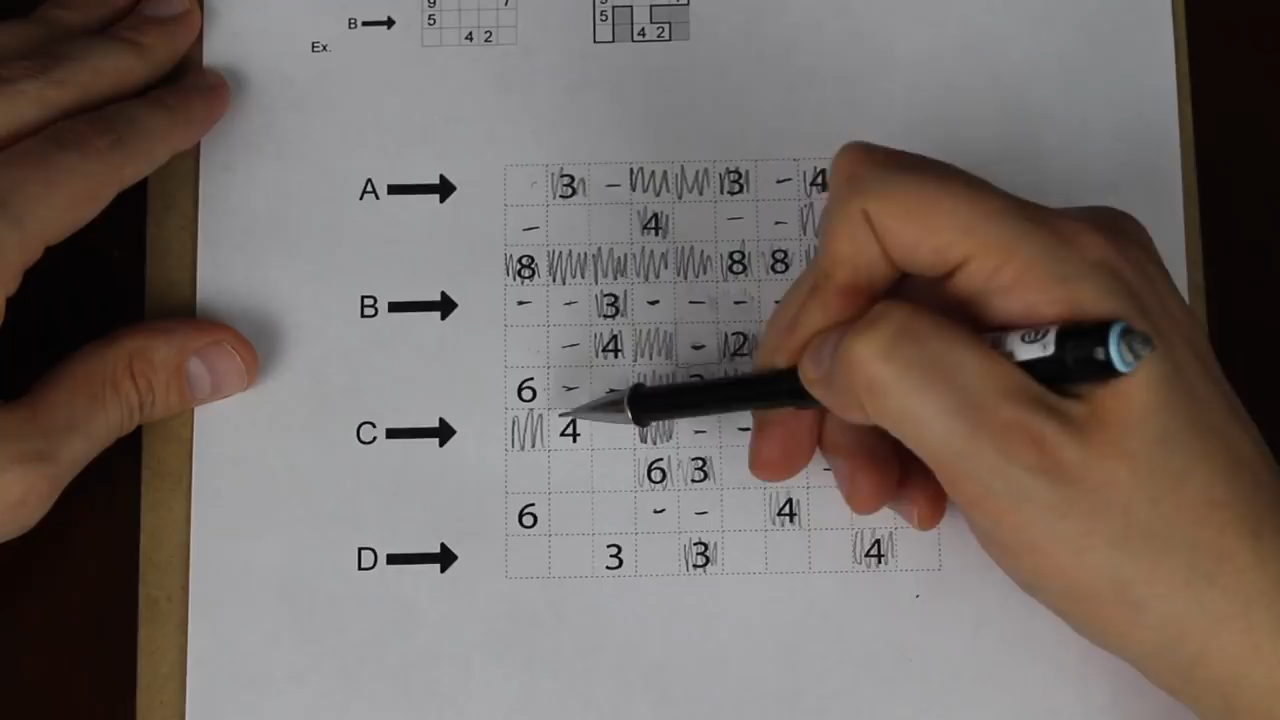 9 7
B → 5 5
4 2 4 2
Ex.
A → 3 - 3 - 4
- 4 - -
8 8 8
B → - - 3 - - - -
- 4 - 2
6 - -
C → 4 - -
6 3 -
6 - - 4
D → 3 3 4